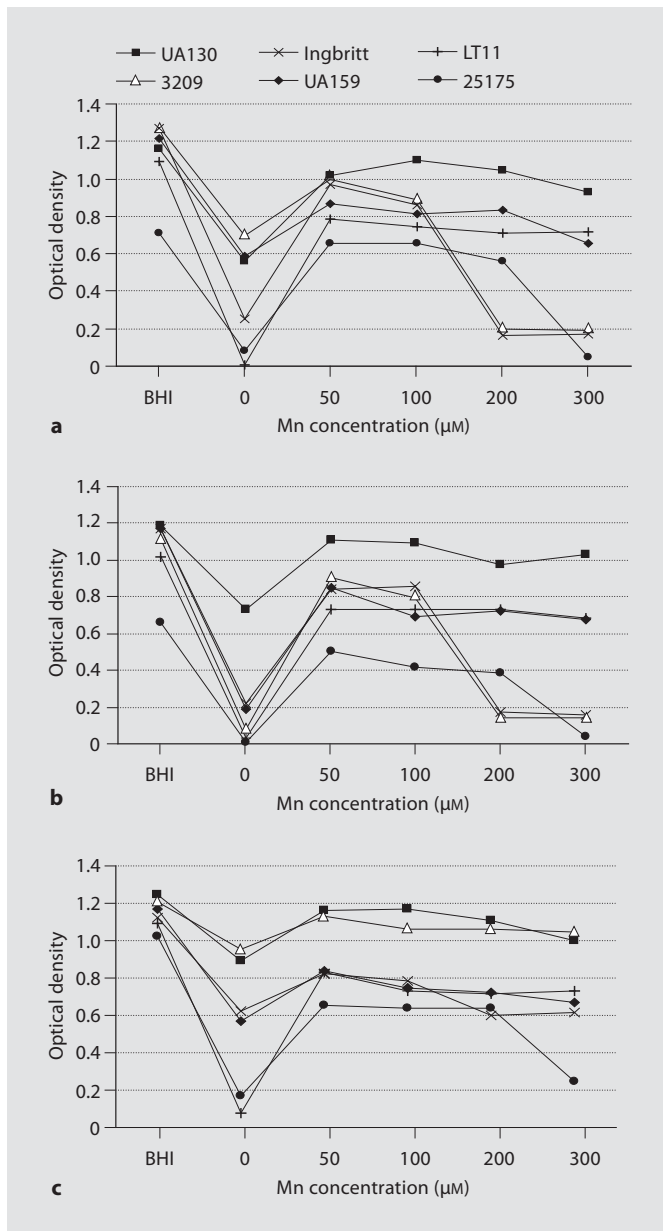 UA130 Ingbritt LT11
3209 UA159 25175
1.4
1.2
1.0
0.8
0.6
0.4
0.2
0
Optical density
BHI 0 50 100 200 300
Mn concentration (µM)
a
1.4
1.2
1.0
0.8
0.6
0.4
0.2
0
Optical density
BHI 0 50 100 200 300
Mn concentration (µM)
b
1.4
1.2
1.0
0.8
0.6
0.4
0.2
0
Optical density
BHI 0 50 100 200 300
Mn concentration (µM)
c